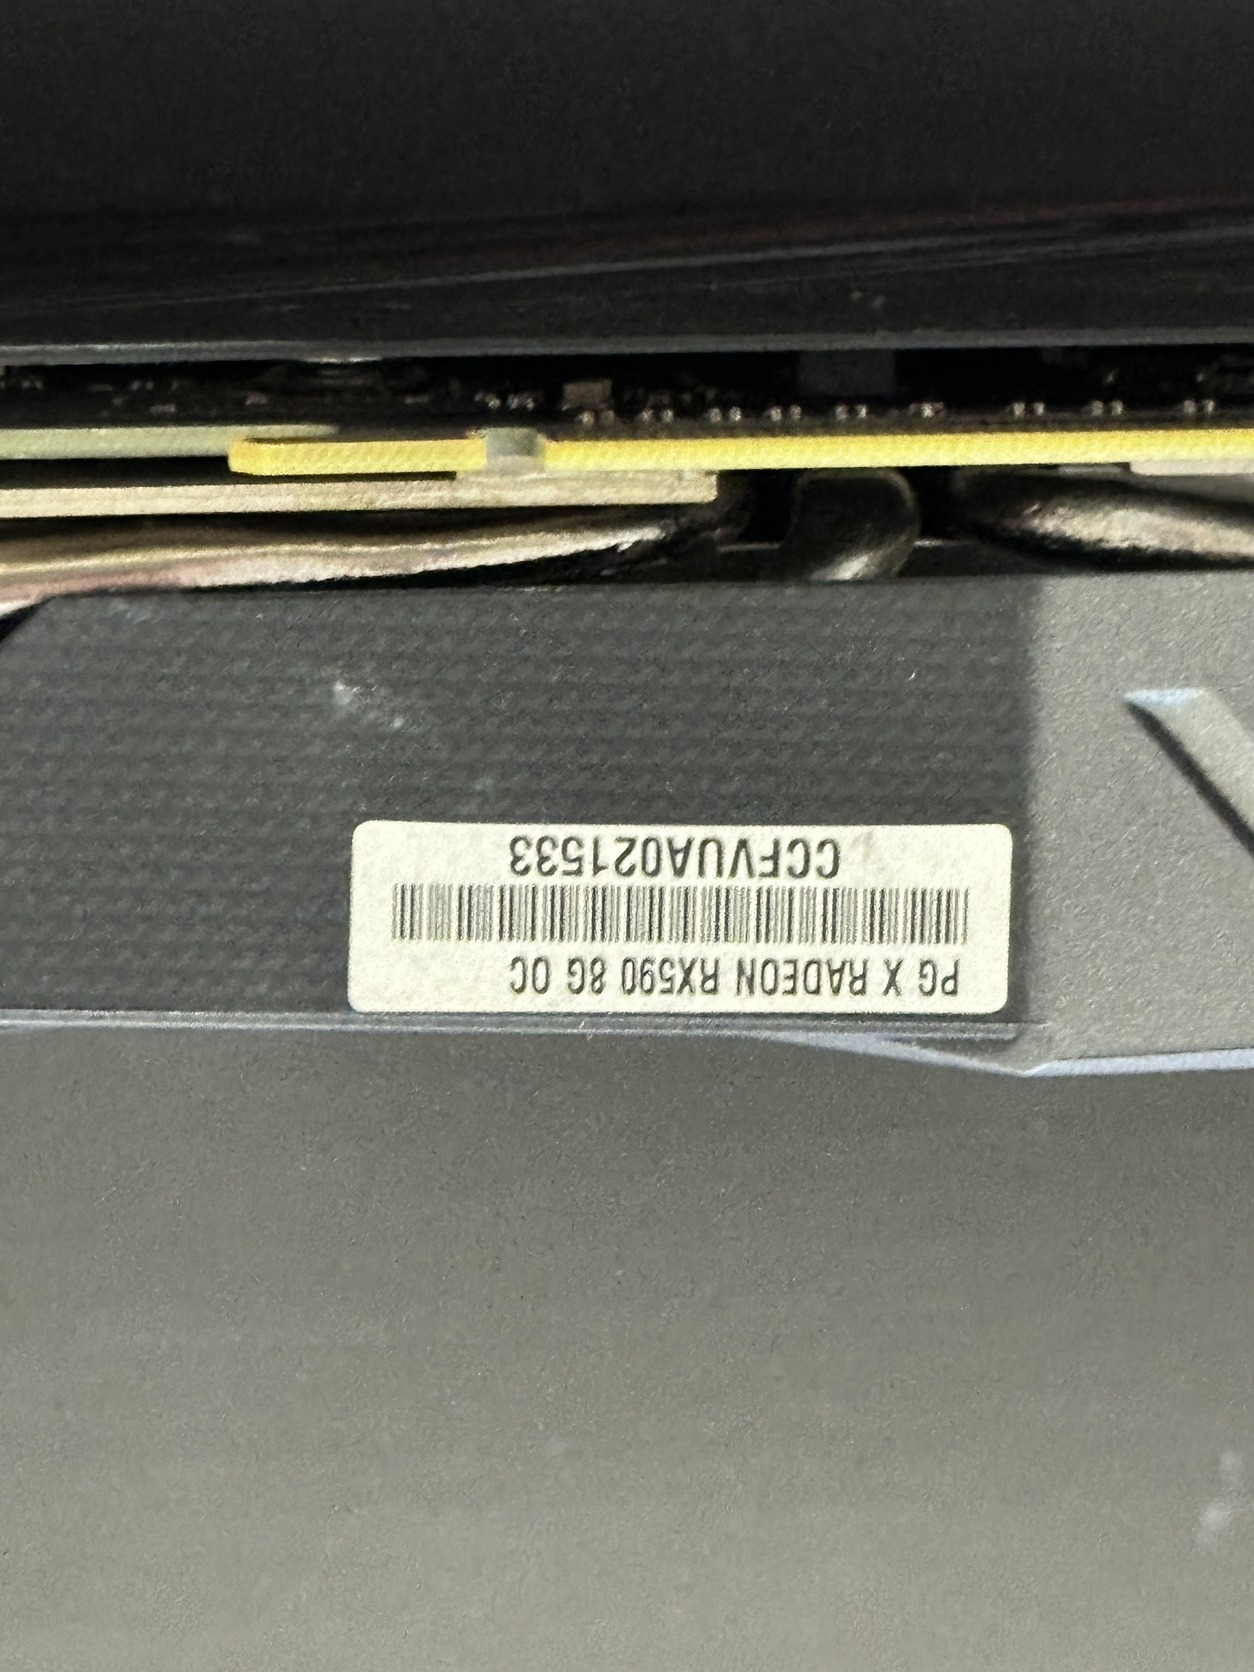 PG X RADEON RX590 8G OC
CCFVUA021533